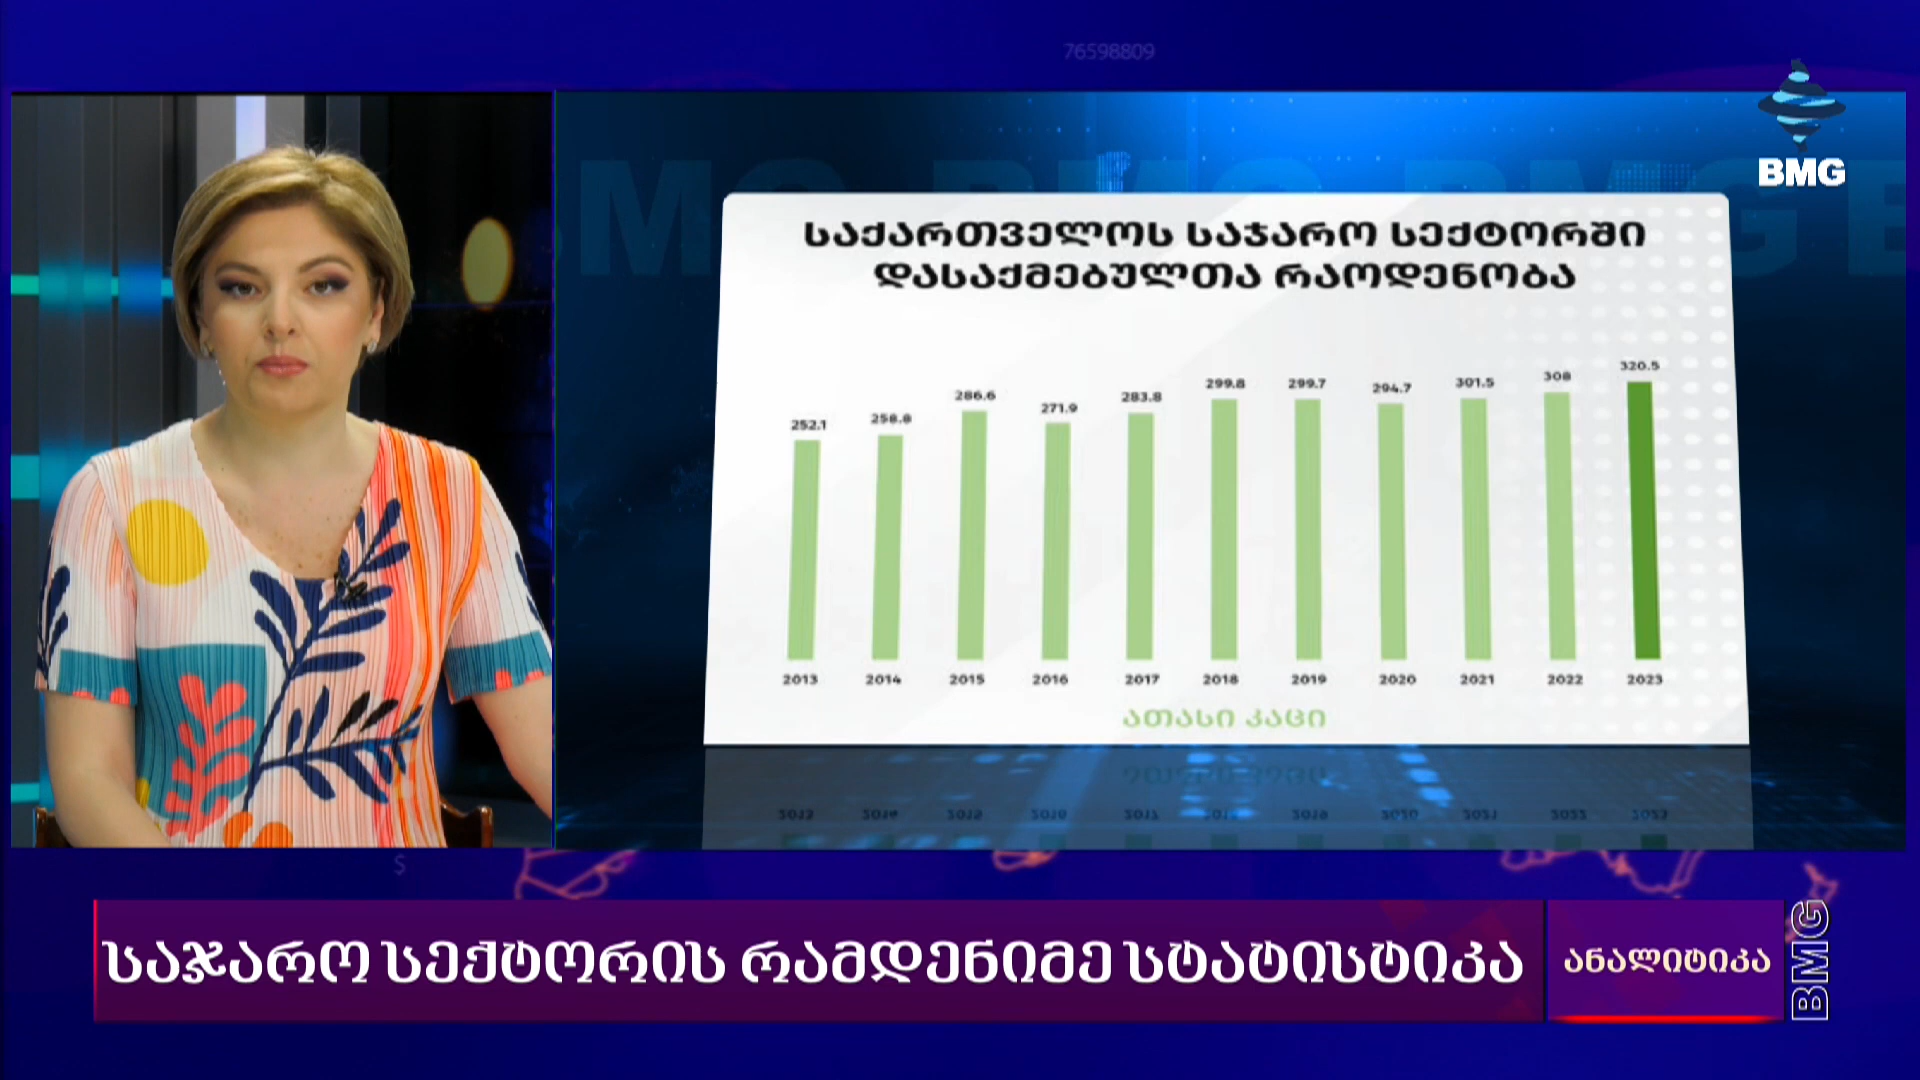 76598809
BMG
საქართველოს საჯარო სექტორში
დასაქმებულთა რაოდენობა
252.1 258.8 286.6 271.9 283.8 299.8 299.7 294.7 301.5 308 320.5
2013 2014 2015 2016 2017 2018 2019 2020 2021 2022 2023
ათასი კაცი
საჯარო სექტორის რამდენიმე სტატისტიკა
ანალიტიკა
BMG